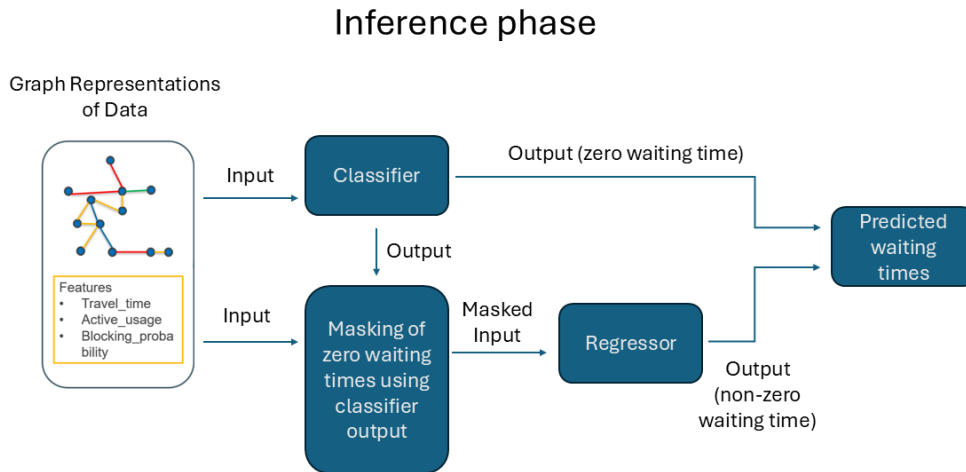 Inference phase
Graph Representations
of Data
Input
Classifier
Output (zero waiting time)
Output
Predicted
waiting
times
Features
• Travel_time
• Active_usage
• Blocking_proba
bility
Input
Masking of
zero waiting
times using
classifier
output
Masked
Input
Regressor
Output
(non-zero
waiting time)